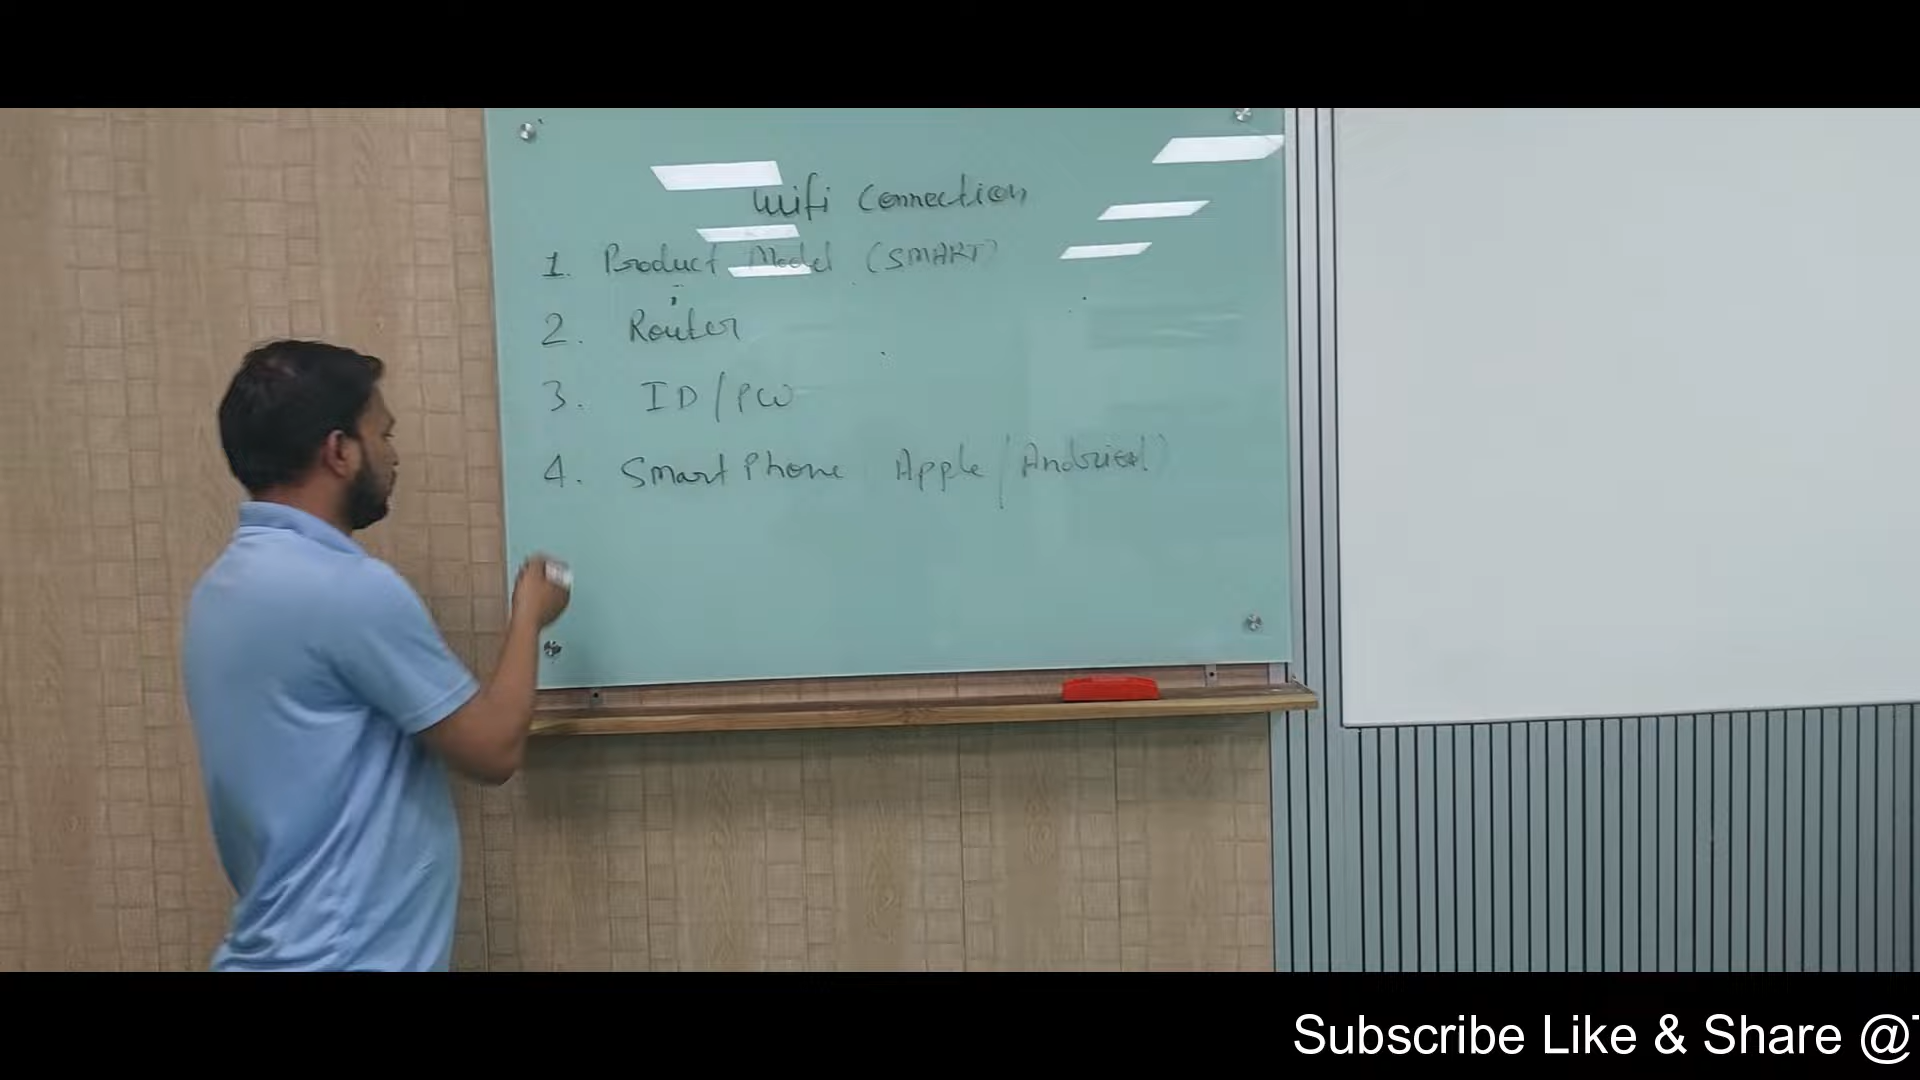 Wifi Connection
1. Product Model (SMART)
2. Router
3. ID/PW
4. Smart Phone Apple/Android)
Subscribe Like & Share @